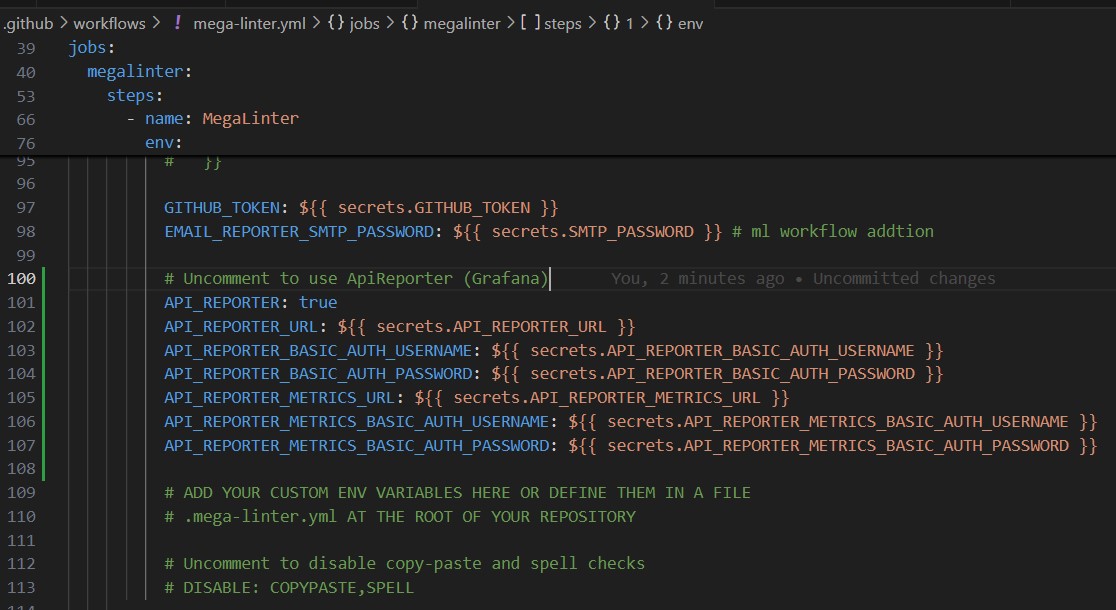 .github > workflows > ! mega-linter.yml > {} jobs > {} megalinter > [ ] steps > {} 1 > {} env
39 jobs:
40 megalinter:
53 steps:
66 - name: MegaLinter
76 env:
95 # }}
96
97 GITHUB_TOKEN: ${{ secrets.GITHUB_TOKEN }}
98 EMAIL_REPORTER_SMTP_PASSWORD: ${{ secrets.SMTP_PASSWORD }} # ml workflow addtion
99
100 # Uncomment to use ApiReporter (Grafana) You, 2 minutes ago • Uncommitted changes
101 API_REPORTER: true
102 API_REPORTER_URL: ${{ secrets.API_REPORTER_URL }}
103 API_REPORTER_BASIC_AUTH_USERNAME: ${{ secrets.API_REPORTER_BASIC_AUTH_USERNAME }}
104 API_REPORTER_BASIC_AUTH_PASSWORD: ${{ secrets.API_REPORTER_BASIC_AUTH_PASSWORD }}
105 API_REPORTER_METRICS_URL: ${{ secrets.API_REPORTER_METRICS_URL }}
106 API_REPORTER_METRICS_BASIC_AUTH_USERNAME: ${{ secrets.API_REPORTER_METRICS_BASIC_AUTH_USERNAME }}
107 API_REPORTER_METRICS_BASIC_AUTH_PASSWORD: ${{ secrets.API_REPORTER_METRICS_BASIC_AUTH_PASSWORD }}
108
109 # ADD YOUR CUSTOM ENV VARIABLES HERE OR DEFINE THEM IN A FILE
110 # .mega-linter.yml AT THE ROOT OF YOUR REPOSITORY
111
112 # Uncomment to disable copy-paste and spell checks
113 # DISABLE: COPYPASTE,SPELL